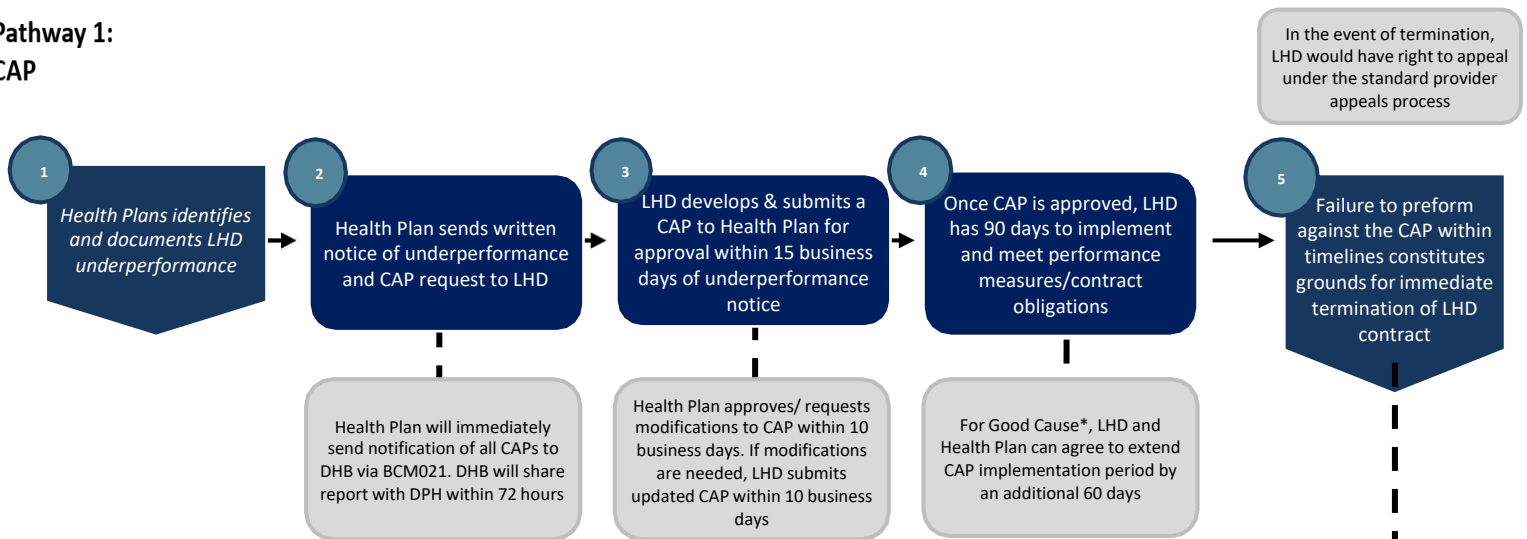 Pathway 1:
CAP
In the event of termination,
LHD would have right to appeal
under the standard provider
appeals process
1
Health Plans identifies
and documents LHD
underperformance
2
Health Plan sends written
notice of underperformance
and CAP request to LHD
3
LHD develops & submits a
CAP to Health Plan for
approval within 15 business
days of underperformance
notice
4
Once CAP is approved, LHD
has 90 days to implement
and meet performance
measures/contract
obligations
5
Failure to preform
against the CAP within
timelines constitutes
grounds for immediate
termination of LHD
contract
Health Plan will immediately
send notification of all CAPs to
DHB via BCM021. DHB will share
report with DPH within 72 hours
Health Plan approves/ requests
modifications to CAP within 10
business days. If modifications
are needed, LHD submits
updated CAP within 10 business
days
For Good Cause*, LHD and
Health Plan can agree to extend
CAP implementation period by
an additional 60 days